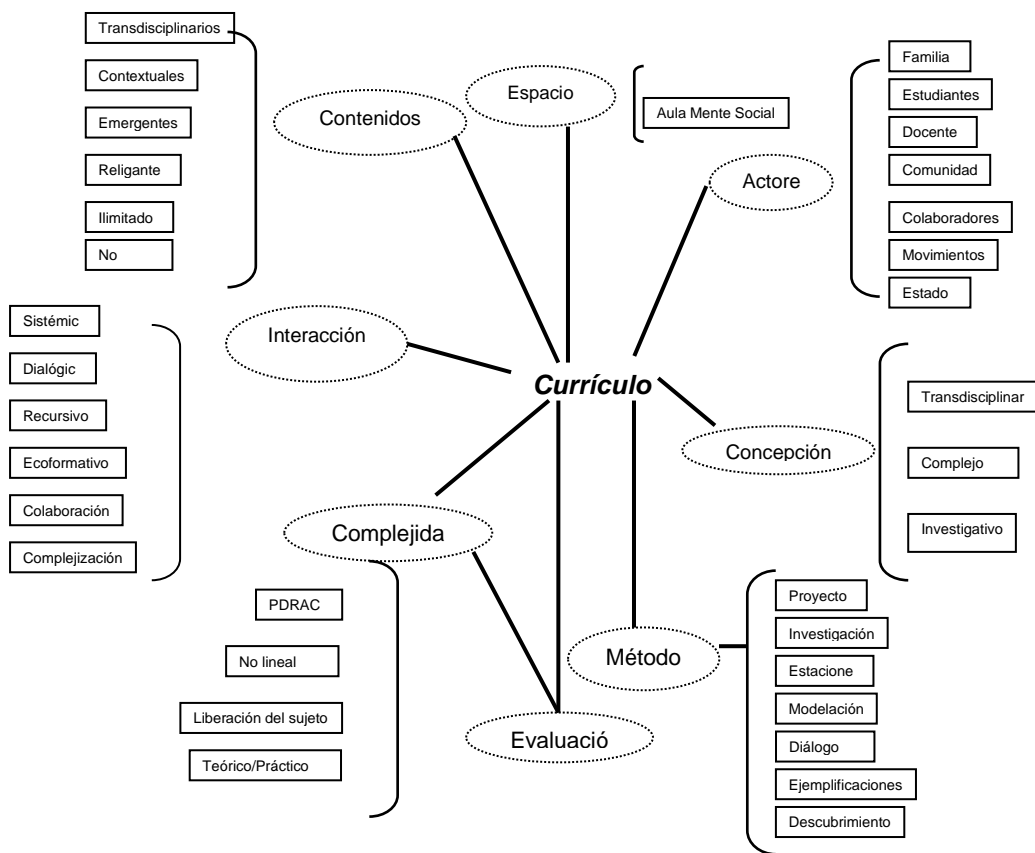 Transdisciplinarios
Contextuales
Emergentes
Religante
Ilimitado
No
Contenidos
Espacio
Aula Mente Social
Familia
Estudiantes
Docente
Comunidad
Colaboradores
Movimientos
Estado
Actore
Sistémic
Dialógic
Recursivo
Ecoformativo
Colaboración
Complejización
Interacción
Currículo
Concepción
Transdisciplinar
Complejo
Investigativo
Complejida
PDRAC
No lineal
Liberación del sujeto
Teórico/Práctico
Evaluació
Método
Proyecto
Investigación
Estacione
Modelación
Diálogo
Ejemplificaciones
Descubrimiento